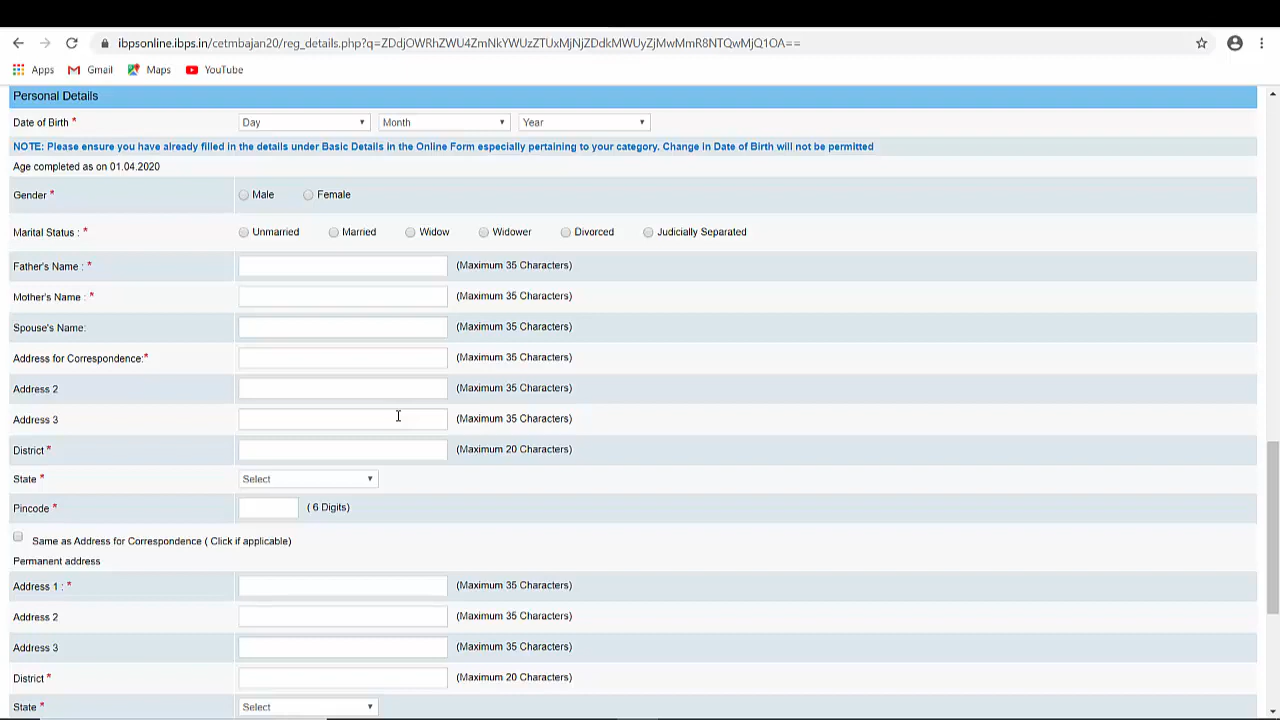 ibpsonline.ibps.in/cetmbajan20/reg_details.php?q=ZDdjOWRhZWU4ZmNkYWUzZTUxMjNjZDdkMWUyZjMwMmR8NTQwMjQ1OA==
Apps Gmail Maps YouTube
Personal Details
Date of Birth * Day Month Year
NOTE: Please ensure you have already filled in the details under Basic Details in the Online Form especially pertaining to your category. Change in Date of Birth will not be permitted
Age completed as on 01.04.2020
Gender * Male Female
Marital Status : * Unmarried Married Widow Widower Divorced Judicially Separated
Father's Name : * (Maximum 35 Characters)
Mother's Name : * (Maximum 35 Characters)
Spouse's Name: (Maximum 35 Characters)
Address for Correspondence:* (Maximum 35 Characters)
Address 2 (Maximum 35 Characters)
Address 3 (Maximum 35 Characters)
District * (Maximum 20 Characters)
State * Select
Pincode * ( 6 Digits)
Same as Address for Correspondence ( Click if applicable)
Permanent address
Address 1 : * (Maximum 35 Characters)
Address 2 (Maximum 35 Characters)
Address 3 (Maximum 35 Characters)
District * (Maximum 20 Characters)
State * Select